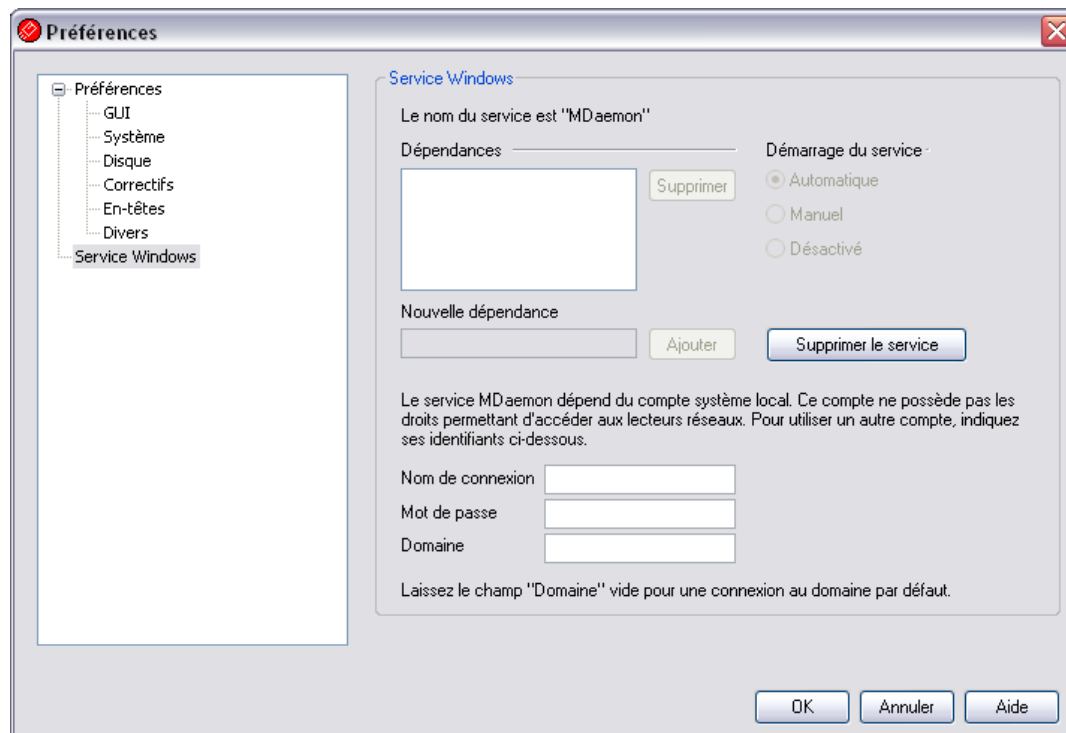 Préférences
Préférences
GUI
Système
Disque
Correctifs
En-têtes
Divers
Service Windows
Service Windows
Le nom du service est "MDaemon"
Dépendances
Supprimer
Démarrage du service
Automatique
Manuel
Désactivé
Nouvelle dépendance
Ajouter
Supprimer le service
Le service MDaemon dépend du compte système local. Ce compte ne possède pas les
droits permettant d'accéder aux lecteurs réseaux. Pour utiliser un autre compte, indiquez
ses identifiants ci-dessous.
Nom de connexion
Mot de passe
Domaine
Laissez le champ "Domaine" vide pour une connexion au domaine par défaut.
OK
Annuler
Aide